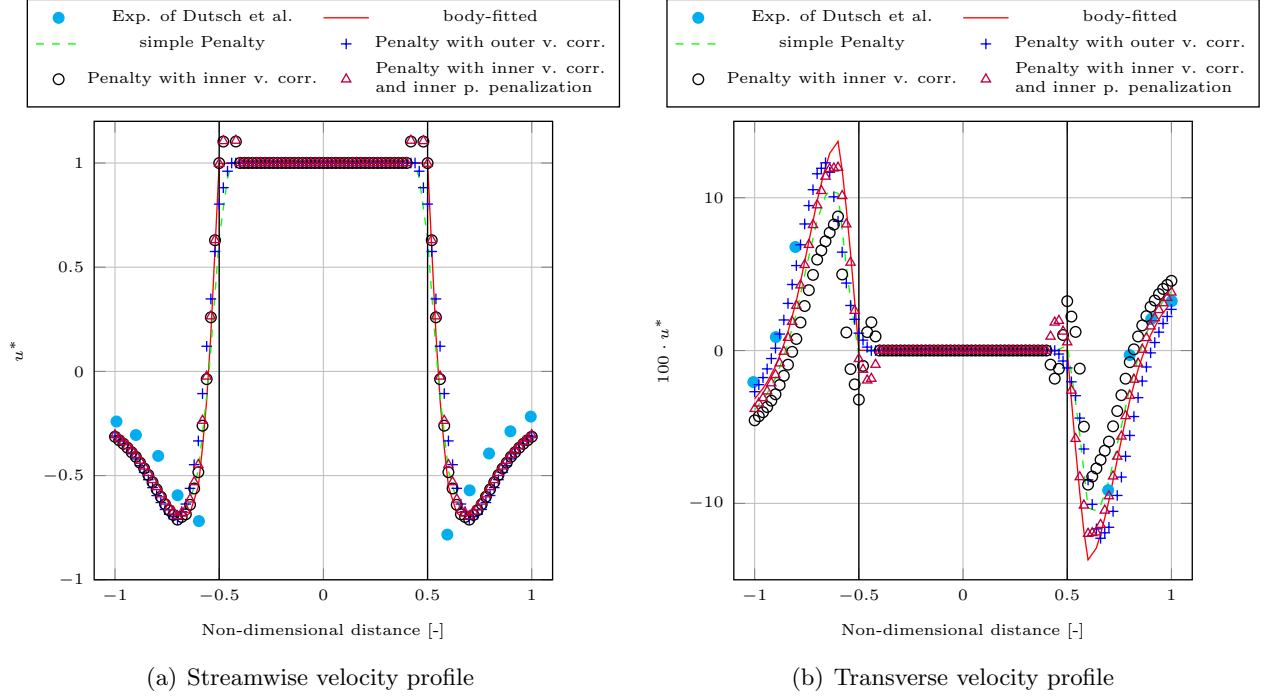 Exp. of Dutsch et al.
body-fitted
simple Penalty
Penalty with outer v. corr.
Penalty with inner v. corr.
Penalty with inner v. corr.
and inner p. penalization
1
0.5
0
−0.5
−1
u*
−1
−0.5
0
0.5
1
Non-dimensional distance [-]
(a) Streamwise velocity profile
Exp. of Dutsch et al.
body-fitted
simple Penalty
Penalty with outer v. corr.
Penalty with inner v. corr.
Penalty with inner v. corr.
and inner p. penalization
10
0
−10
100 · u*
−1
−0.5
0
0.5
1
Non-dimensional distance [-]
(b) Transverse velocity profile